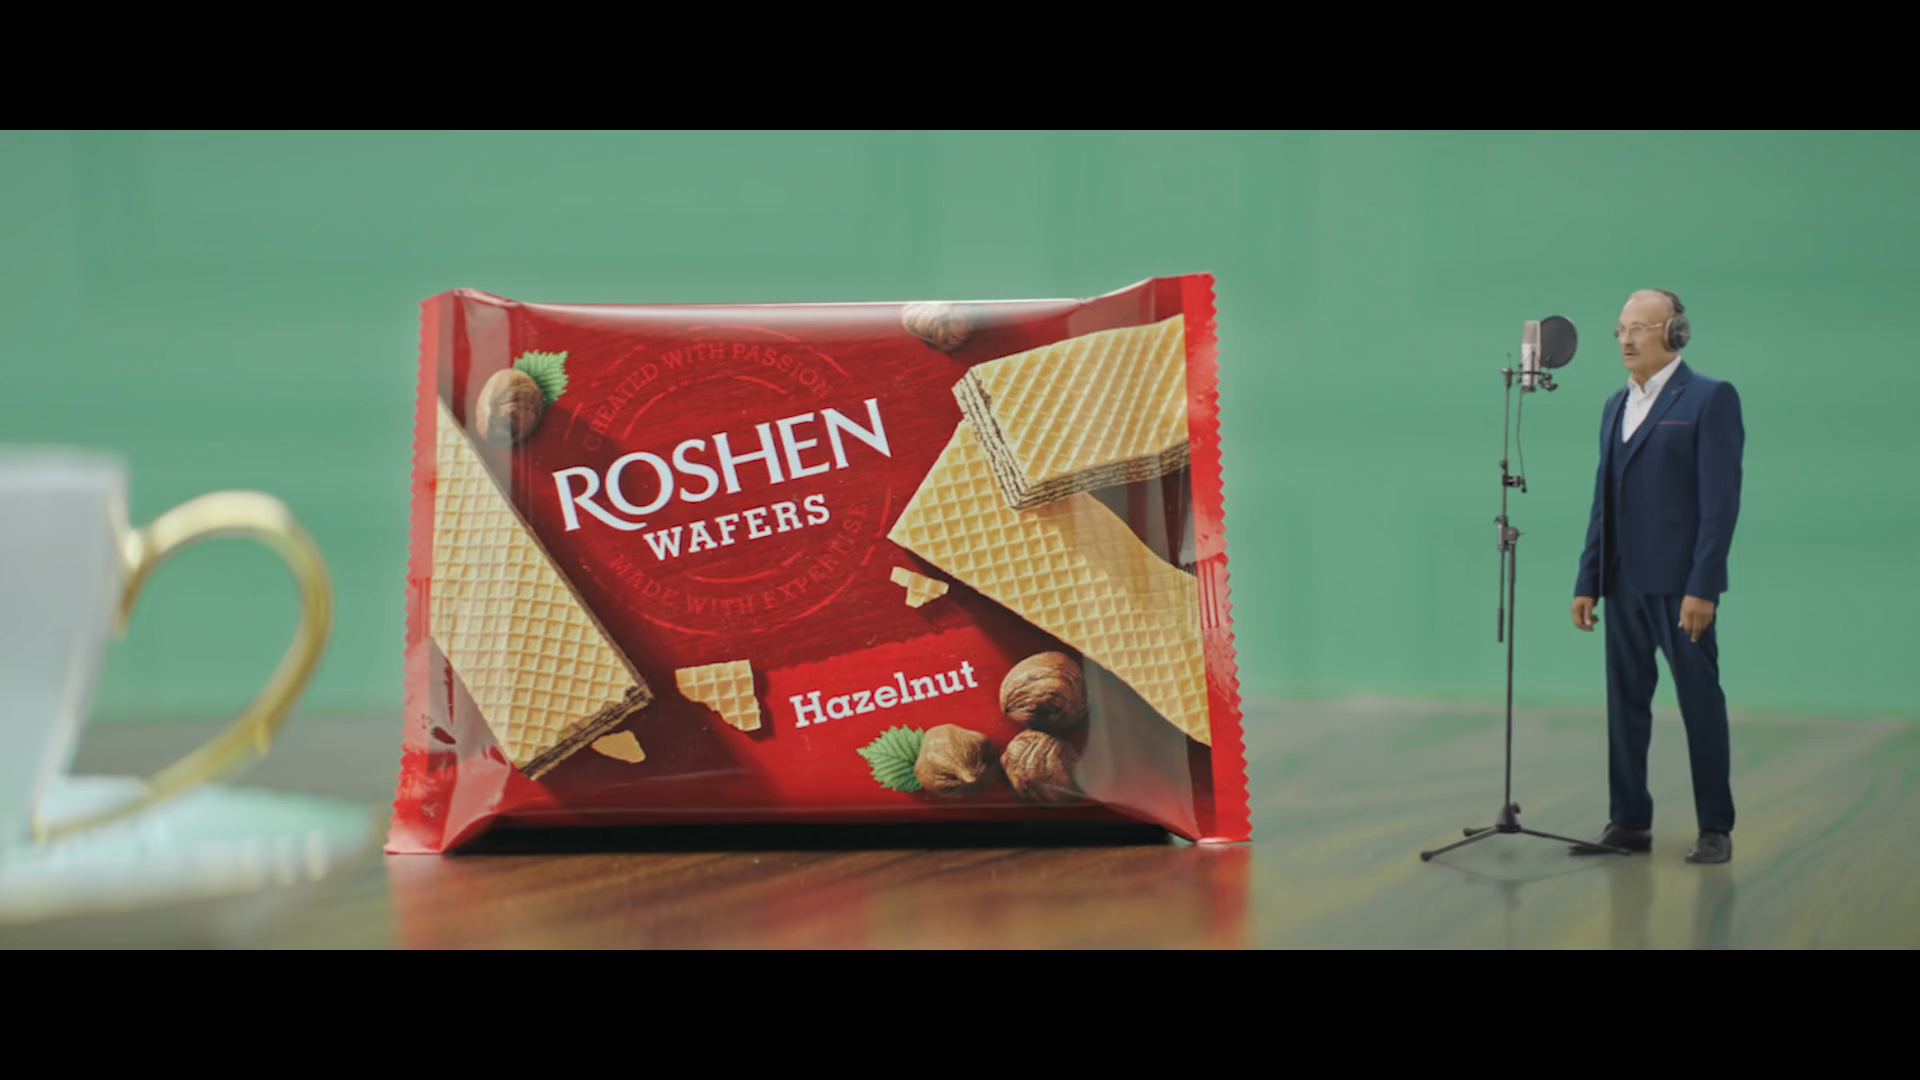 CREATED WITH PASSION
ROSHEN
WAFERS
MADE WITH EXPERTISE
Hazelnut